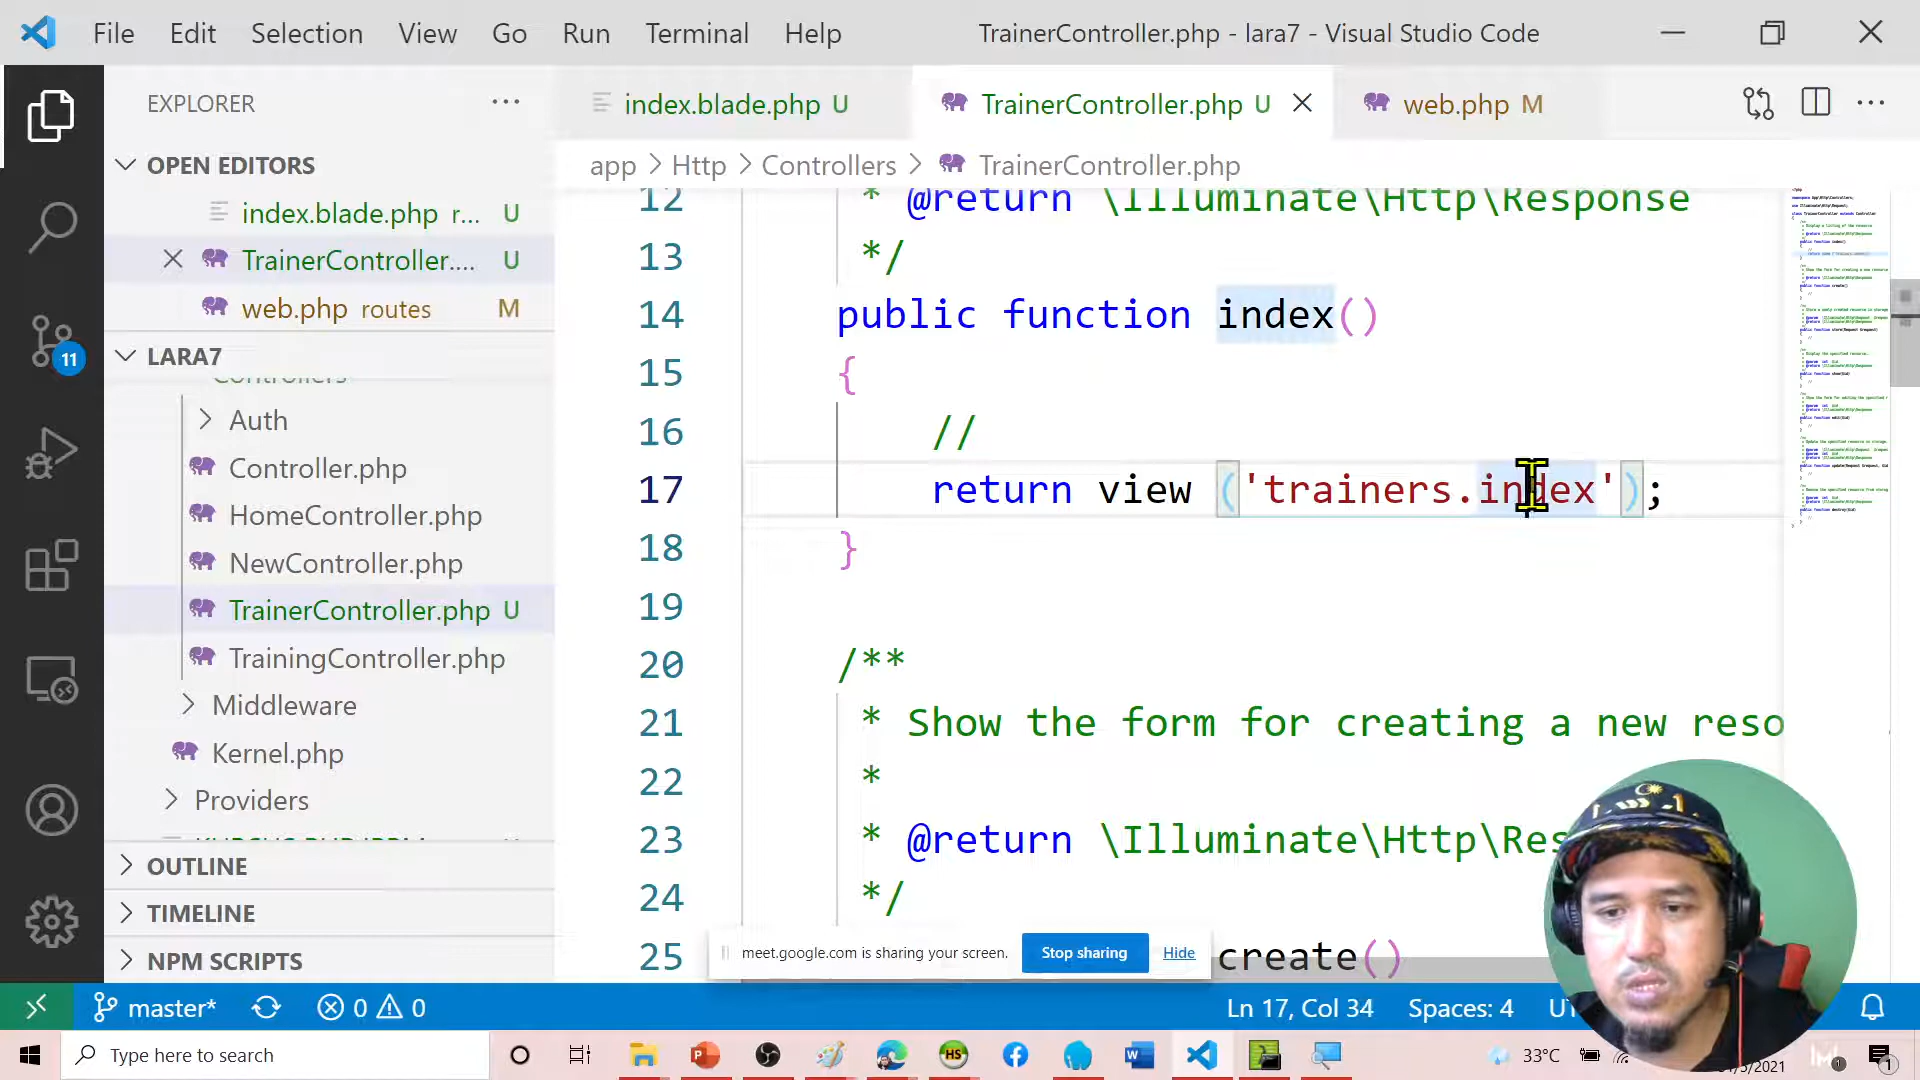 File Edit Selection View Go Run Terminal Help TrainerController.php - lara7 - Visual Studio Code
EXPLORER
index.blade.php U TrainerController.php U web.php M
OPEN EDITORS
app > Http > Controllers > TrainerController.php
index.blade.php r... U
TrainerController.... U
web.php routes M
LARA7
Controllers
Auth
Controller.php
HomeController.php
NewController.php
TrainerController.php U
TrainingController.php
Middleware
Kernel.php
Providers
OUTLINE
TIMELINE
NPM SCRIPTS
11
12 * @return \Illuminate\Http\Response
13 */
14 public function index()
15 {
16 //
17 return view ('trainers.index');
18 }
19
20 /**
21 * Show the form for creating a new reso
22 *
23 * @return \Illuminate\Http\Res
24 */
25 create()
meet.google.com is sharing your screen. Stop sharing Hide
master* 0 0 Ln 17, Col 34 Spaces: 4
Type here to search
HS
33°C